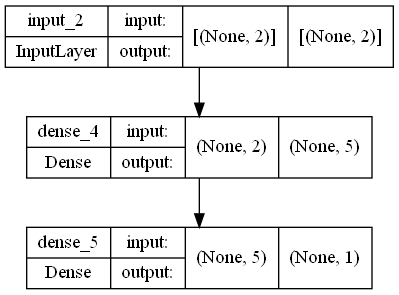 input_2 input: [(None, 2)] [(None, 2)]
InputLayer output:
dense_4 input: (None, 2) (None, 5)
Dense output:
dense_5 input: (None, 5) (None, 1)
Dense output: